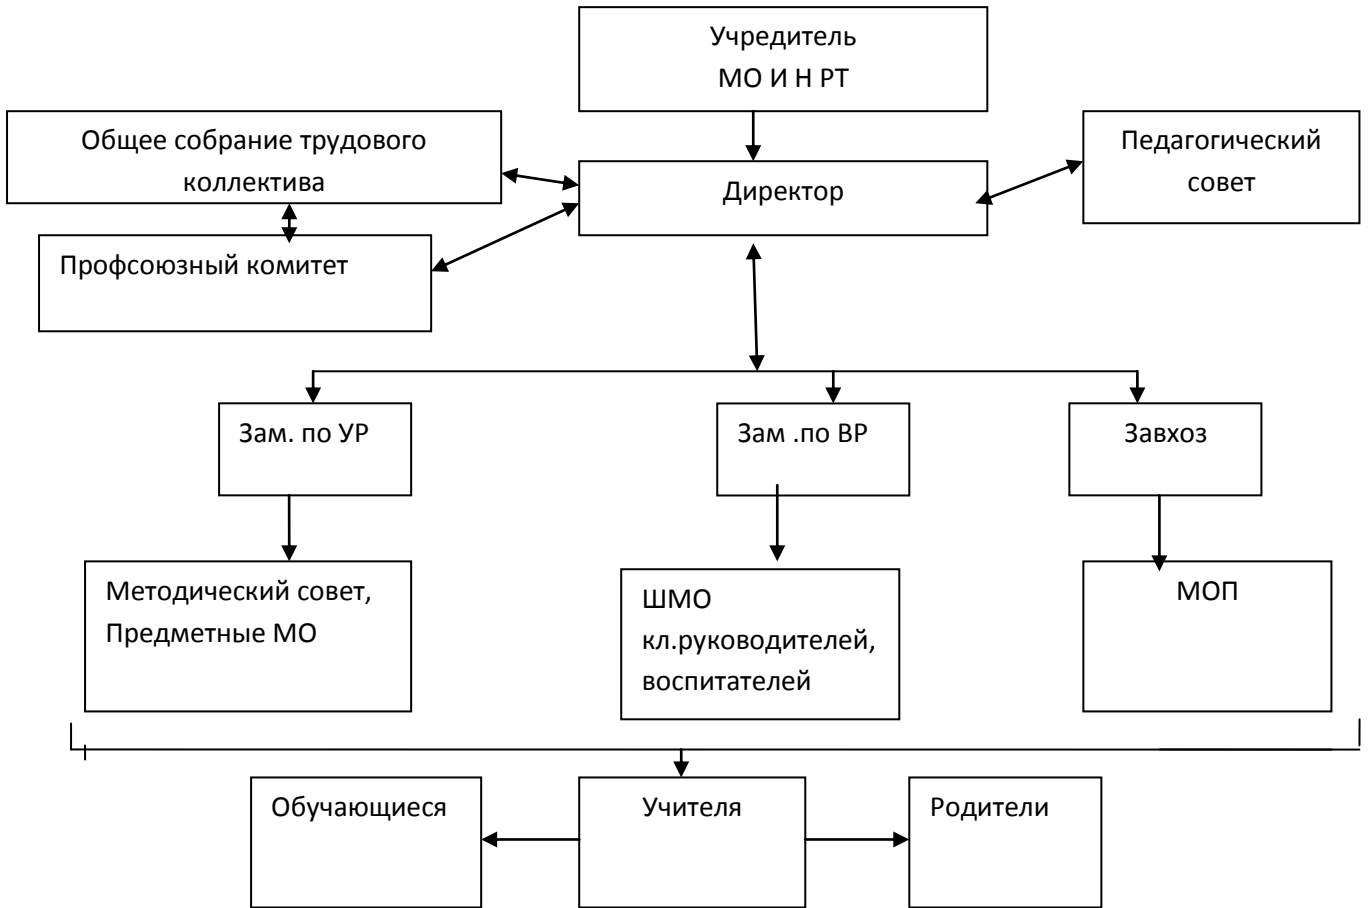 Учредитель
МО И Н РТ
Общее собрание трудового
коллектива
Директор
Педагогический
совет
Профсоюзный комитет
Зам. по УР
Зам .по ВР
Завхоз
Методический совет,
Предметные МО
ШМО
кл.руководителей,
воспитателей
МОП
Обучающиеся
Учителя
Родители